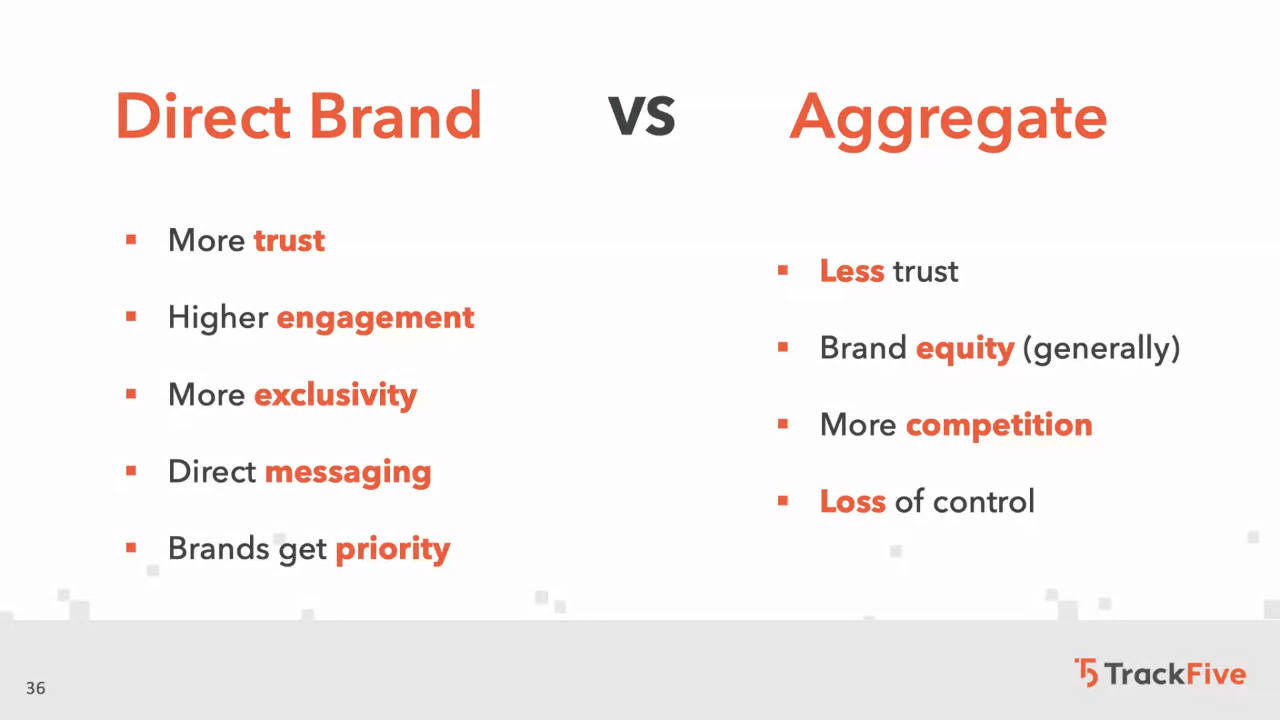 Direct Brand
VS
Aggregate
More trust
Higher engagement
More exclusivity
Direct messaging
Brands get priority
Less trust
Brand equity (generally)
More competition
Loss of control
36
TrackFive